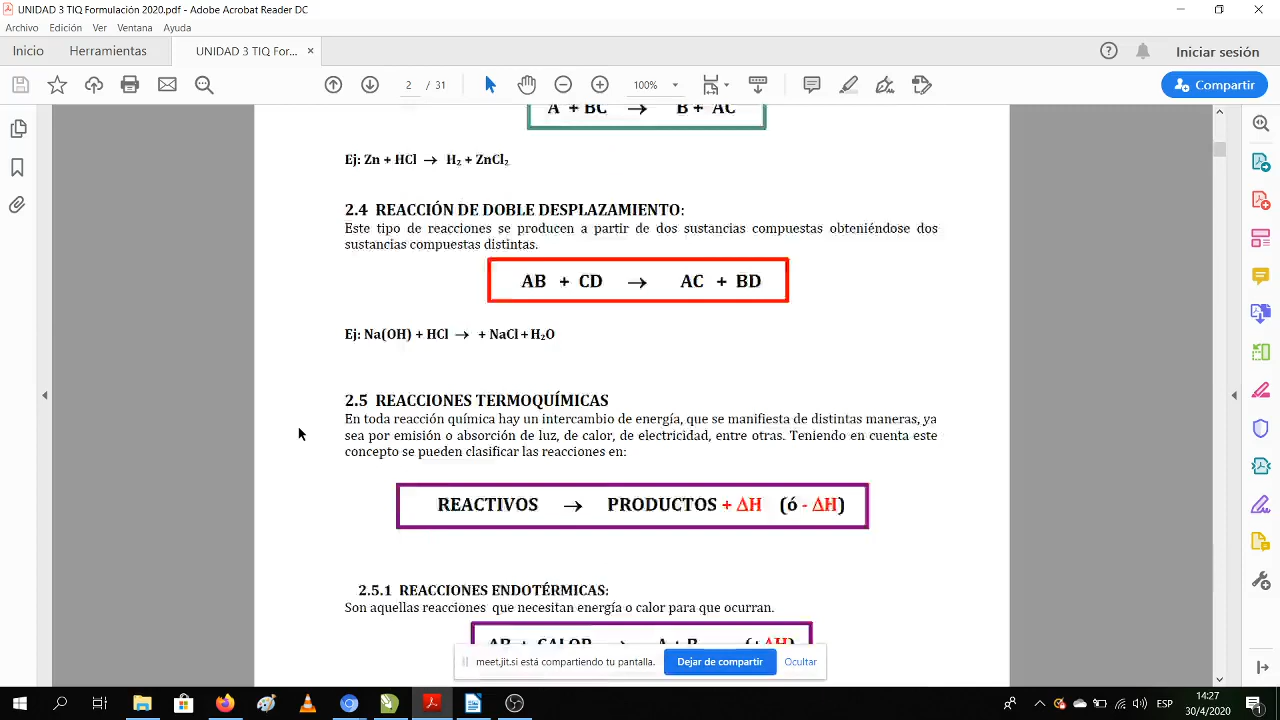 UNIDAD 3 TIQ Formulación 2020.pdf - Adobe Acrobat Reader DC
Archivo Edición Ver Ventana Ayuda
Inicio Herramientas UNIDAD 3 TIQ For... × Iniciar sesión
2 / 31 100% Compartir
A + BC → B + AC
Ej: Zn + HCl → H₂ + ZnCl₂
2.4 REACCIÓN DE DOBLE DESPLAZAMIENTO:
Este tipo de reacciones se producen a partir de dos sustancias compuestas obteniéndose dos
sustancias compuestas distintas.
AB + CD → AC + BD
Ej: Na(OH) + HCl → + NaCl + H₂O
2.5 REACCIONES TERMOQUÍMICAS
En toda reacción química hay un intercambio de energía, que se manifiesta de distintas maneras, ya
sea por emisión o absorción de luz, de calor, de electricidad, entre otras. Teniendo en cuenta este
concepto se pueden clasificar las reacciones en:
REACTIVOS → PRODUCTOS + ΔH (ó - ΔH)
2.5.1 REACCIONES ENDOTÉRMICAS:
Son aquellas reacciones que necesitan energía o calor para que ocurran.
AB + CALOR → A + B (+ΔH)
meet.jit.si está compartiendo tu pantalla. Dejar de compartir Ocultar
ESP 14:27
30/4/2020